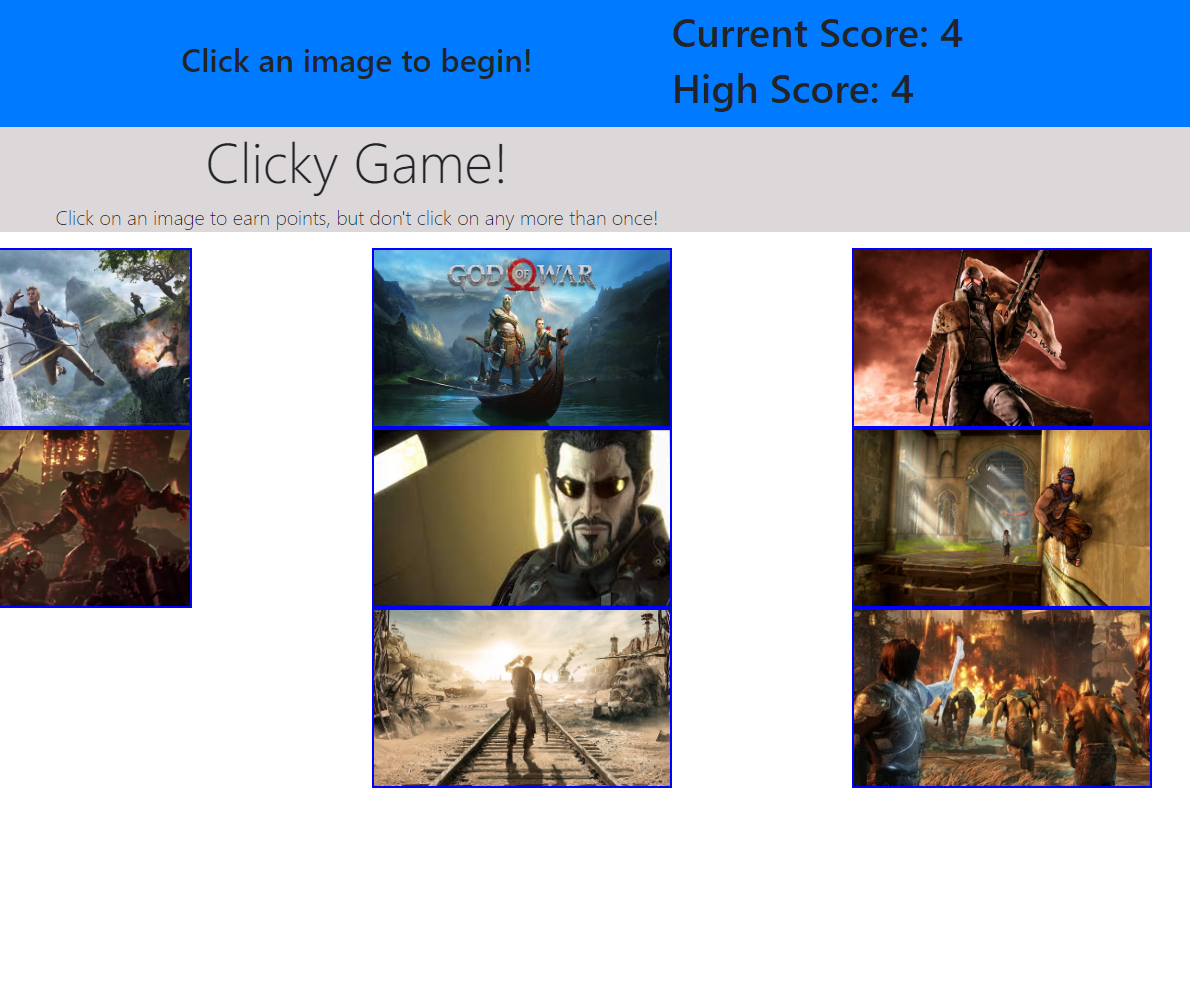 Click an image to begin!
Current Score: 4
High Score: 4
Clicky Game!
Click on an image to earn points, but don't click on any more than once!
GOD OF WAR